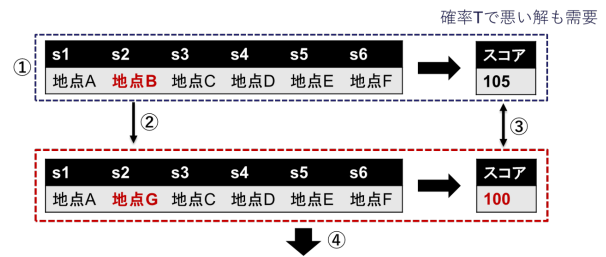 確率Tで悪い解も需要
① s1 s2 s3 s4 s5 s6 スコア
地点A 地点B 地点C 地点D 地点E 地点F 105
② ③
s1 s2 s3 s4 s5 s6 スコア
地点A 地点G 地点C 地点D 地点E 地点F 100
④